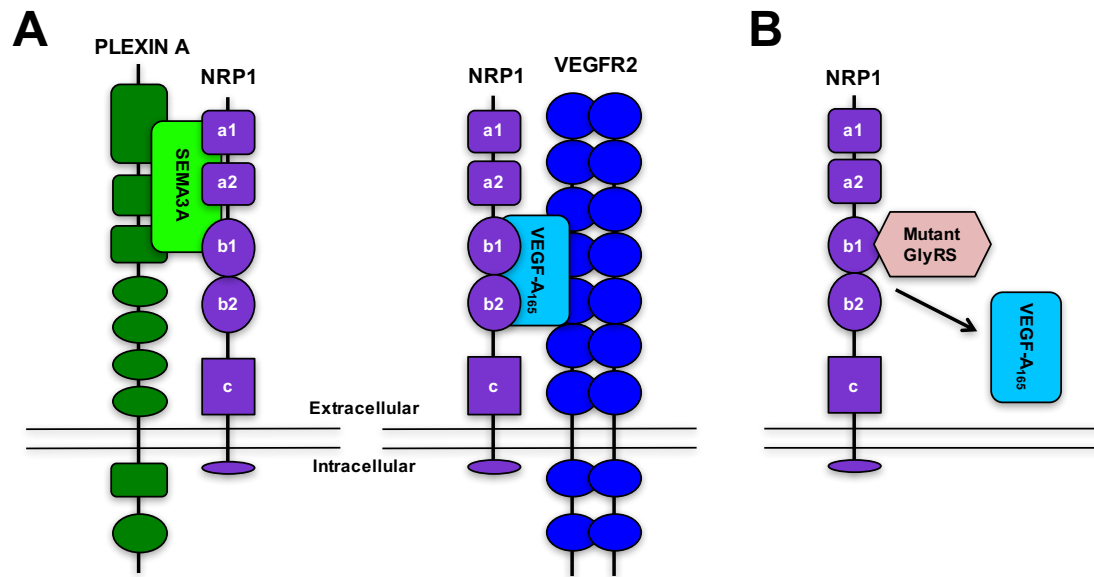 A
PLEXIN A
NRP1
a1
a2
b1
b2
c
SEMA3A
NRP1
VEGFR2
a1
a2
b1
b2
c
VEGF-A165
Extracellular
Intracellular
B
NRP1
a1
a2
b1
b2
c
Mutant
GlyRS
VEGF-A165